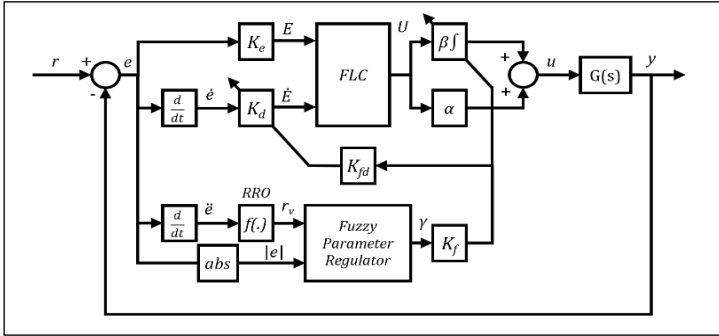 r + e - K_e E U β∫ + u G(s) y
FLC
d/dt ė K_d Ė α +
K_fd
RRO
d/dt ë f(.) r_v Fuzzy Parameter Regulator γ K_f
abs |e|